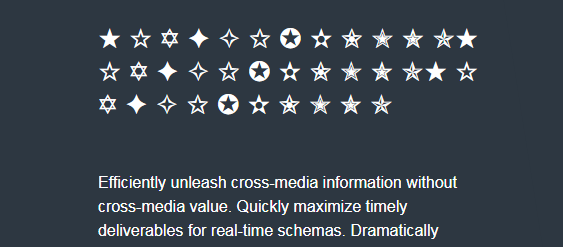 ★ ☆ ✡ ✦ ✧ ✩ ✪ ✫ ✬ ✭ ✮ ✯★
☆ ✡ ✦ ✧ ✩ ✪ ✫ ✬ ✭ ✮ ✯★ ☆
✡ ✦ ✧ ✩ ✪ ✫ ✬ ✭ ✮ ✯
Efficiently unleash cross-media information without
cross-media value. Quickly maximize timely
deliverables for real-time schemas. Dramatically